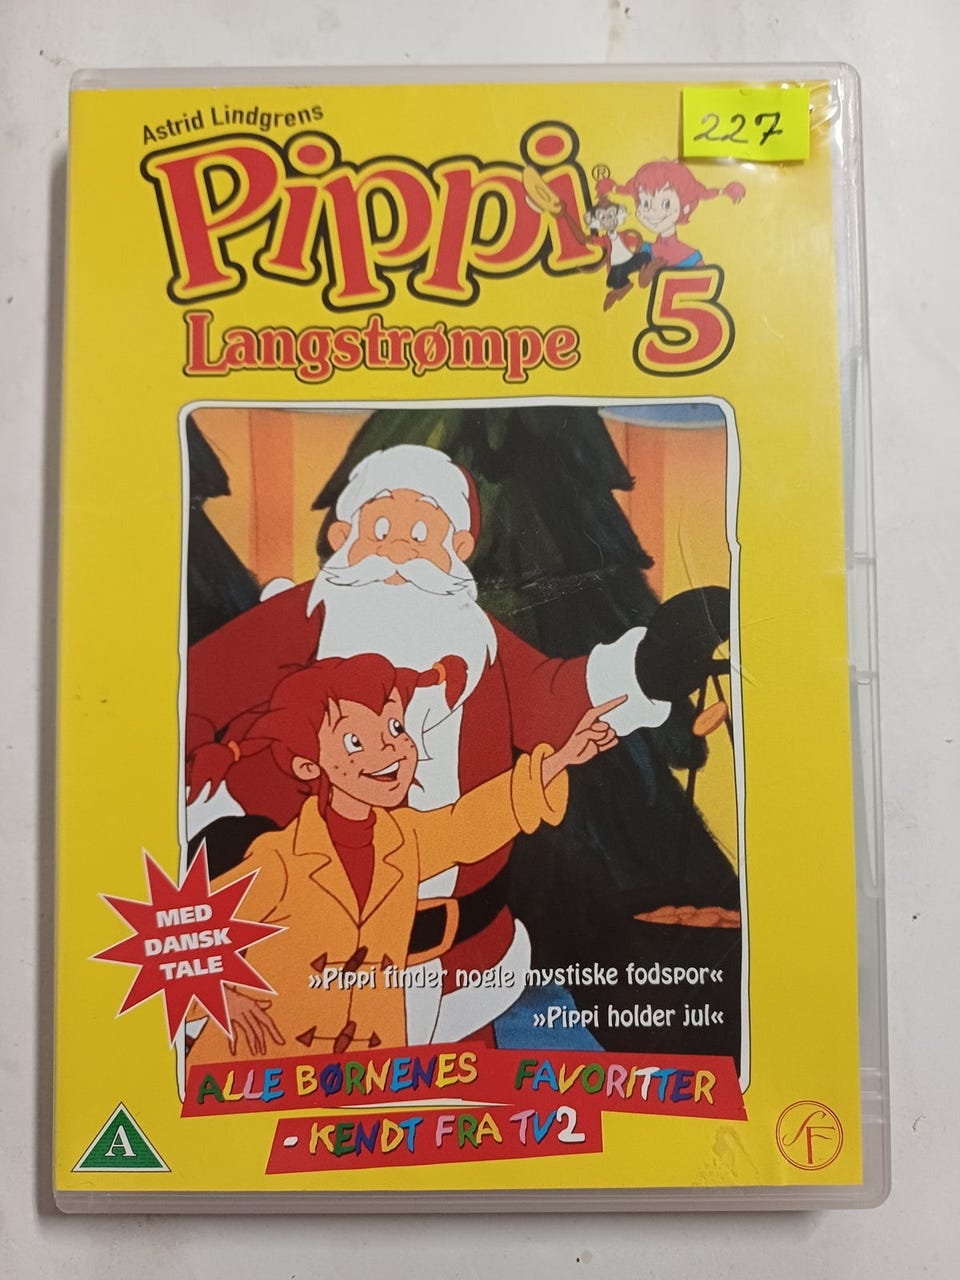 Astrid Lindgrens
227
Pippi®
Langstrømpe 5
MED
DANSK
TALE
»Pippi finder nogle mystiske fodspor«
»Pippi holder jul«
ALLE BØRNENES FAVORITTER
- KENDT FRA TV2
A
SF